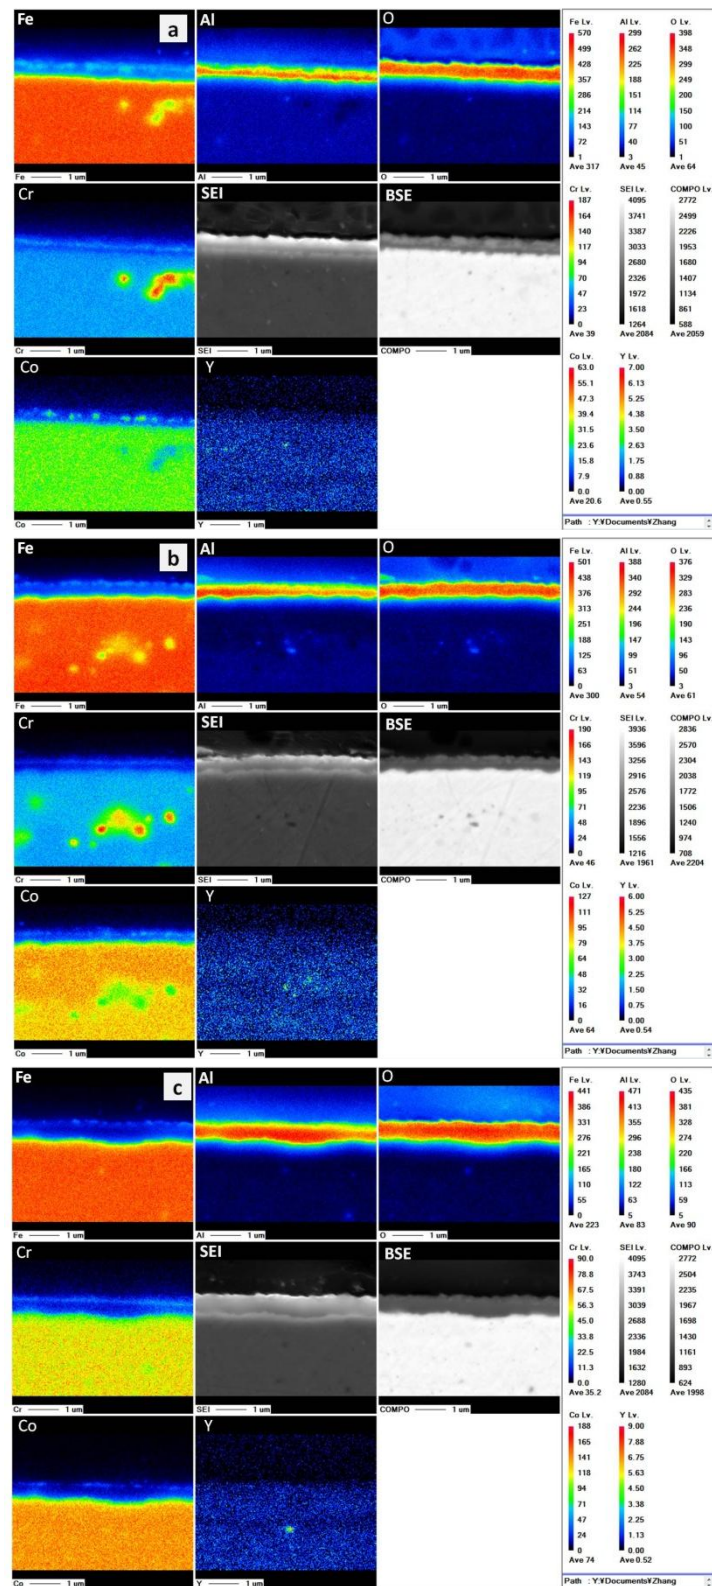 Fe a Al O
Fe 1 um Al 1 um O 1 um
Cr SEI BSE
Cr 1 um SEI 1 um COMPO 1 um
Co Y
Co 1 um Y 1 um
Fe Lv. Al Lv. O Lv.
570 299 398
499 262 348
428 225 299
357 188 249
286 151 200
214 114 150
143 77 100
72 40 51
1 3 1
Ave 317 Ave 45 Ave 64
Cr Lv. SEI Lv. COMPO Lv.
187 4095 2772
164 3741 2499
140 3387 2226
117 3033 1953
94 2680 1680
70 2326 1407
47 1972 1134
23 1618 861
0 1264 588
Ave 39 Ave 2084 Ave 2059
Co Lv. Y Lv.
63.0 7.00
55.1 6.13
47.3 5.25
39.4 4.38
31.5 3.50
23.6 2.63
15.8 1.75
7.9 0.88
0.0 0.00
Ave 20.6 Ave 0.55
Path : Y:¥Documents¥Zhang
Fe b Al O
Fe 1 um Al 1 um O 1 um
Cr SEI BSE
Cr 1 um SEI 1 um COMPO 1 um
Co Y
Co 1 um Y 1 um
Fe Lv. Al Lv. O Lv.
501 388 376
438 340 329
376 292 283
313 244 236
251 196 190
188 147 143
125 99 96
63 51 50
0 3 3
Ave 300 Ave 54 Ave 61
Cr Lv. SEI Lv. COMPO Lv.
190 3936 2836
166 3596 2570
143 3256 2304
119 2916 2038
95 2576 1772
71 2236 1506
48 1896 1240
24 1556 974
0 1216 708
Ave 46 Ave 1961 Ave 2204
Co Lv. Y Lv.
127 6.00
111 5.25
95 4.50
79 3.75
64 3.00
48 2.25
32 1.50
16 0.75
0 0.00
Ave 64 Ave 0.54
Path : Y:¥Documents¥Zhang
Fe c Al O
Fe 1 um Al 1 um O 1 um
Cr SEI BSE
Cr 1 um SEI 1 um COMPO 1 um
Co Y
Co 1 um Y 1 um
Fe Lv. Al Lv. O Lv.
441 471 435
386 413 381
331 355 328
276 296 274
221 238 220
165 180 166
110 122 113
55 63 59
0 5 5
Ave 223 Ave 83 Ave 90
Cr Lv. SEI Lv. COMPO Lv.
90.0 4095 2772
78.8 3743 2504
67.5 3391 2235
56.3 3039 1967
45.0 2688 1698
33.8 2336 1430
22.5 1984 1161
11.3 1632 893
0.0 1280 624
Ave 35.2 Ave 2084 Ave 1998
Co Lv. Y Lv.
188 9.00
165 7.88
141 6.75
118 5.63
94 4.50
71 3.38
47 2.25
24 1.13
0 0.00
Ave 74 Ave 0.52
Path : Y:¥Documents¥Zhang